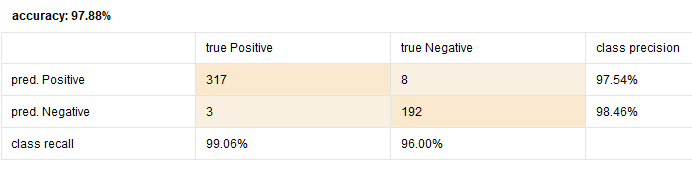 accuracy: 97.88%
true Positive true Negative class precision
pred. Positive 317 8 97.54%
pred. Negative 3 192 98.46%
class recall 99.06% 96.00%